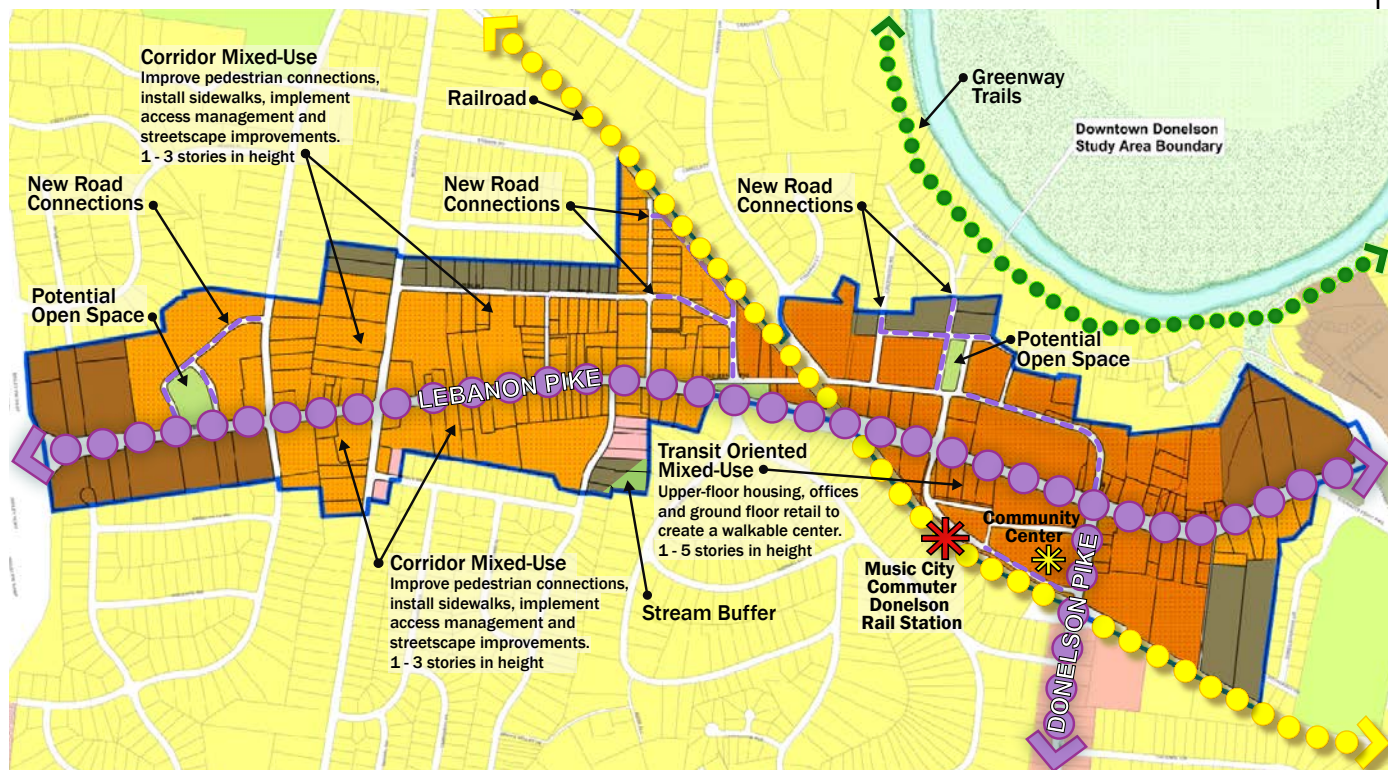 Corridor Mixed-Use
Improve pedestrian connections,
install sidewalks, implement
access management and
streetscape improvements.
1 - 3 stories in height
Railroad
Greenway
Trails
Downtown Donelson
Study Area Boundary
New Road
Connections
New Road
Connections
New Road
Connections
Potential
Open Space
Potential
Open Space
LEBANON PIKE
Transit Oriented
Mixed-Use
Upper-floor housing, offices
and ground floor retail to
create a walkable center.
1 - 5 stories in height
Community
Center
Corridor Mixed-Use
Improve pedestrian connections,
install sidewalks, implement
access management and
streetscape improvements.
1 - 3 stories in height
Stream Buffer
Music City
Commuter
Donelson
Rail Station
DONELSON PIKE